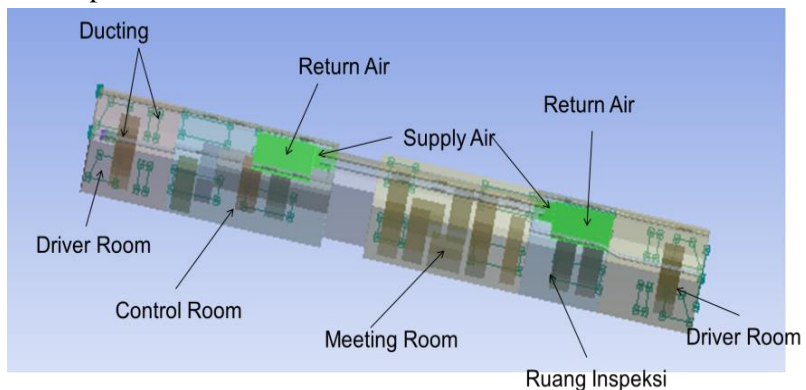 Ducting
Return Air
Return Air
Supply Air
Driver Room
Control Room
Meeting Room
Driver Room
Ruang Inspeksi